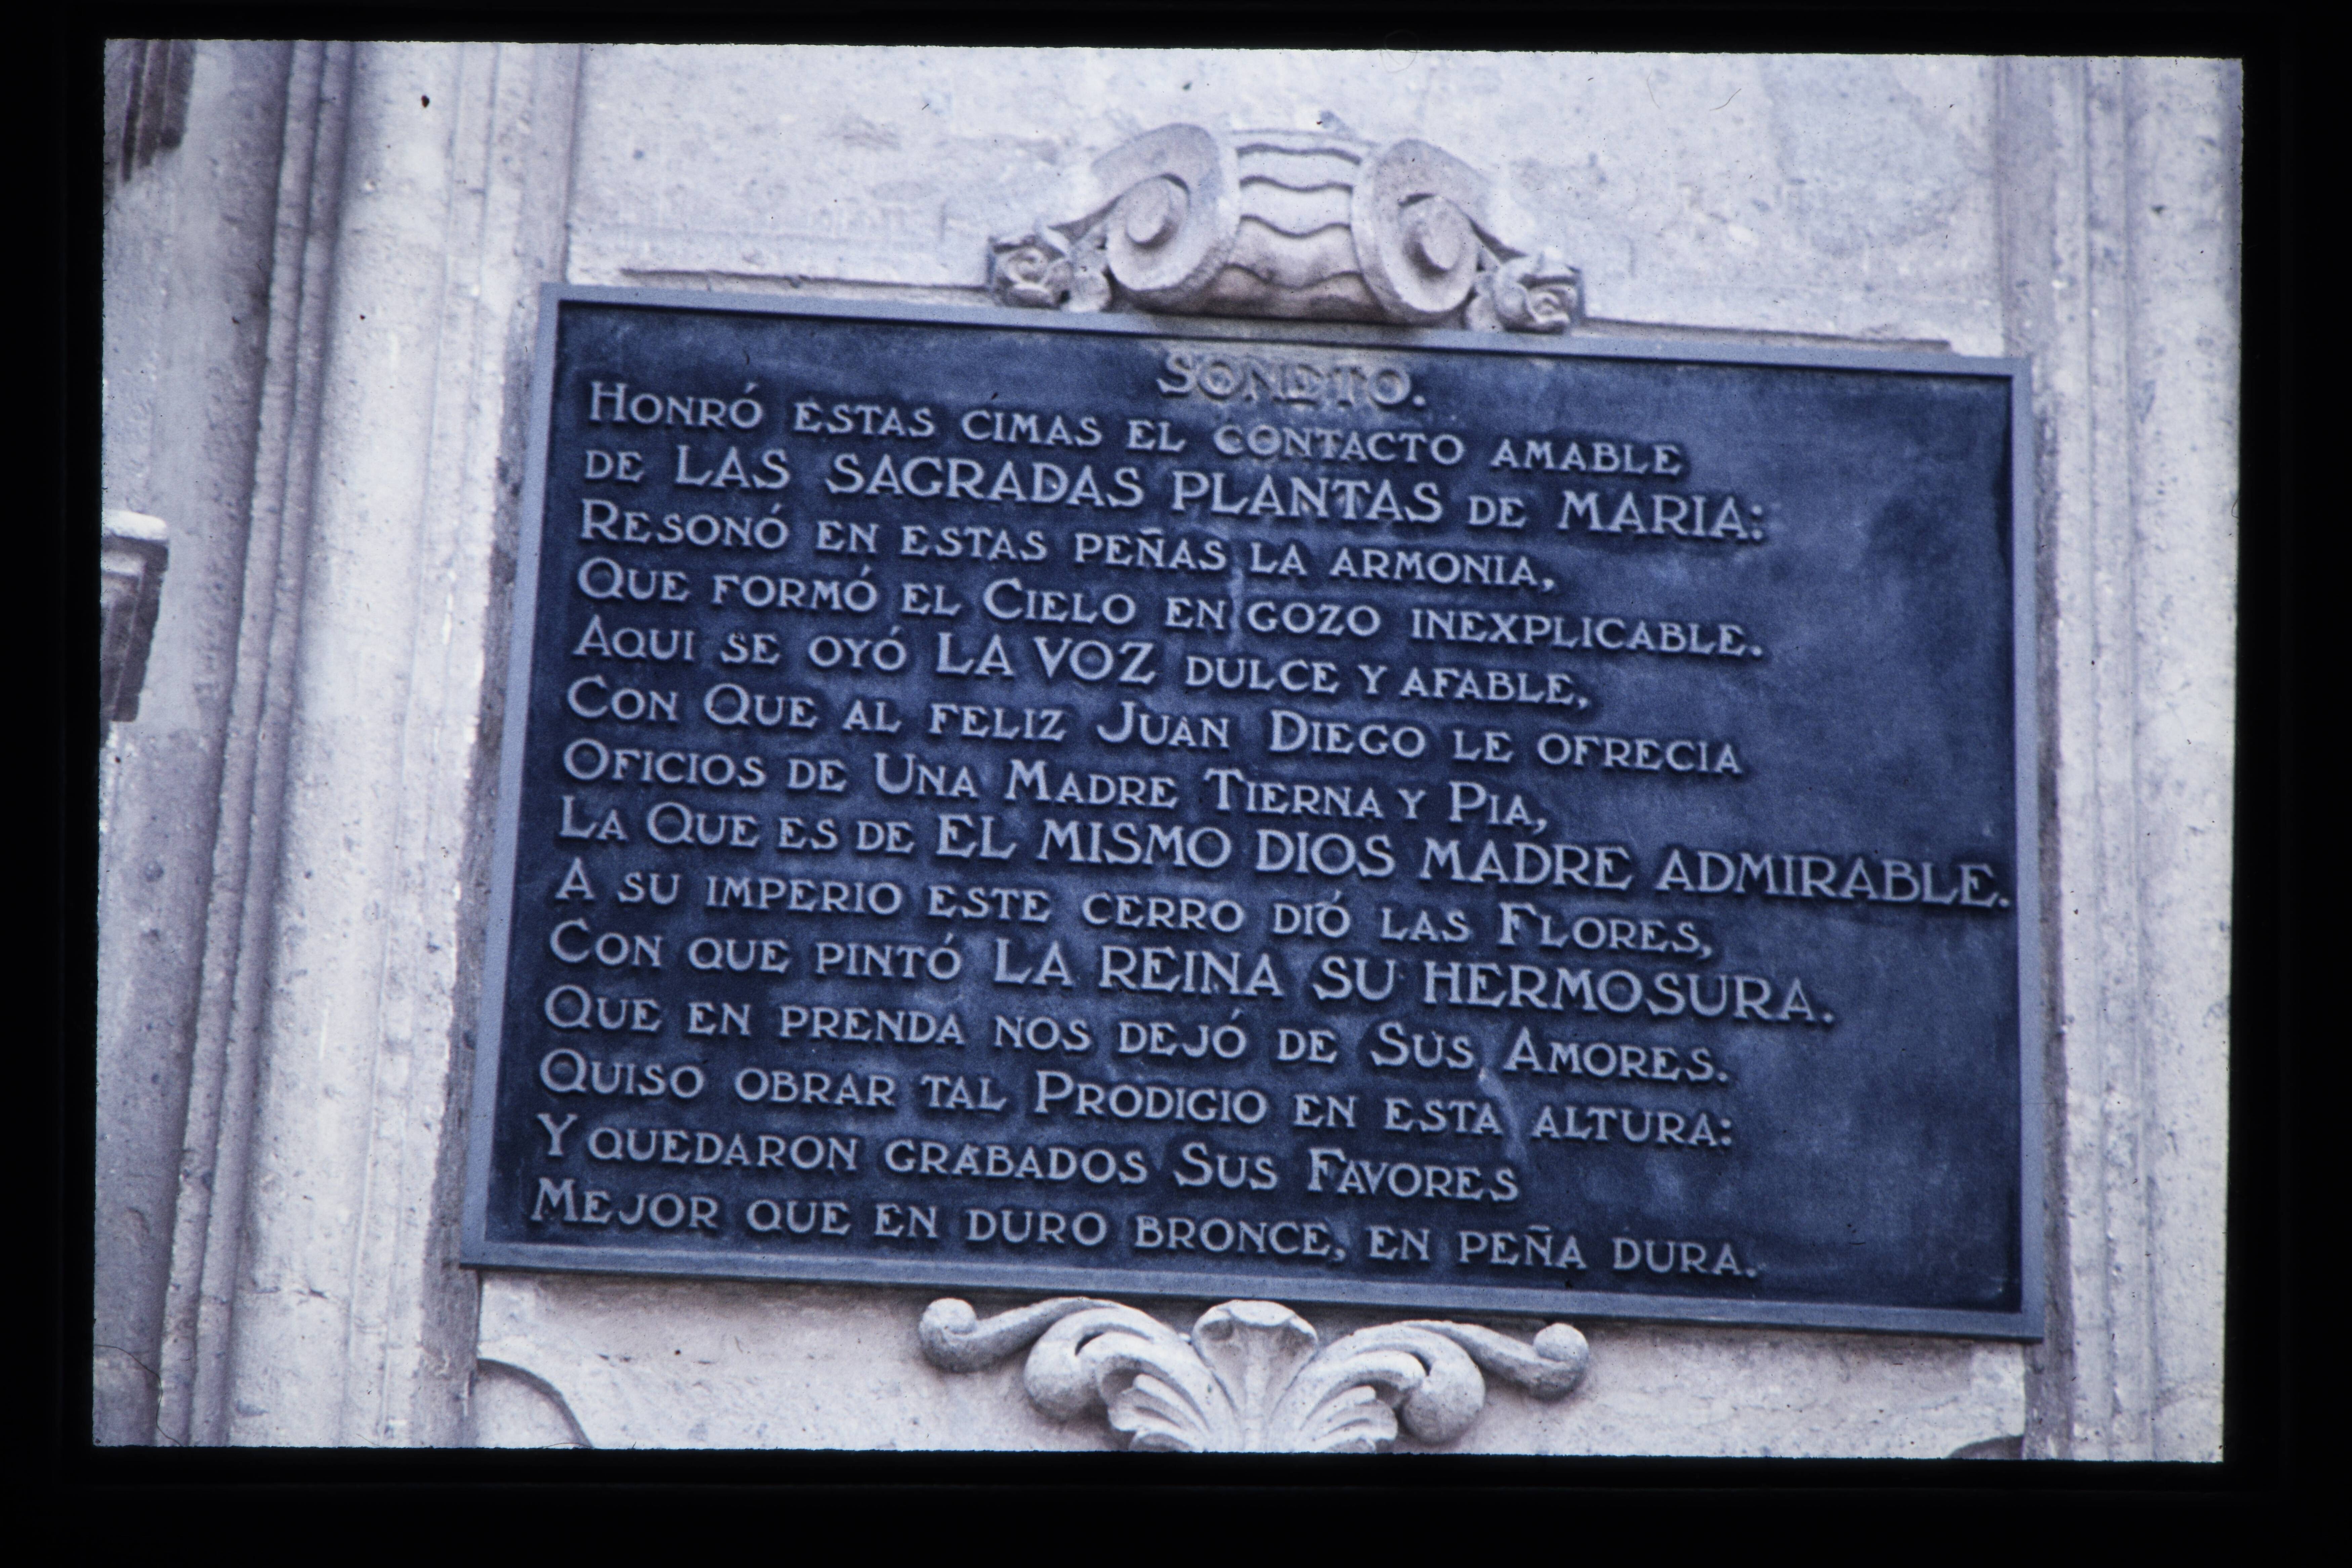 SONETO.
HONRÓ ESTAS CIMAS EL CONTACTO AMABLE
DE LAS SAGRADAS PLANTAS DE MARIA:
RESONÓ EN ESTAS PEÑAS LA ARMONIA,
QUE FORMÓ EL CIELO EN GOZO INEXPLICABLE.
AQUI SE OYÓ LA VOZ DULCE Y AFABLE,
CON QUE AL FELIZ JUAN DIEGO LE OFRECIA
OFICIOS DE UNA MADRE TIERNA Y PIA,
LA QUE ES DE EL MISMO DIOS MADRE ADMIRABLE.
A SU IMPERIO ESTE CERRO DIÓ LAS FLORES,
CON QUE PINTÓ LA REINA SU HERMOSURA.
QUE EN PRENDA NOS DEJÓ DE SUS AMORES.
QUISO OBRAR TAL PRODIGIO EN ESTA ALTURA:
Y QUEDARON GRABADOS SUS FAVORES
MEJOR QUE EN DURO BRONCE, EN PEÑA DURA.